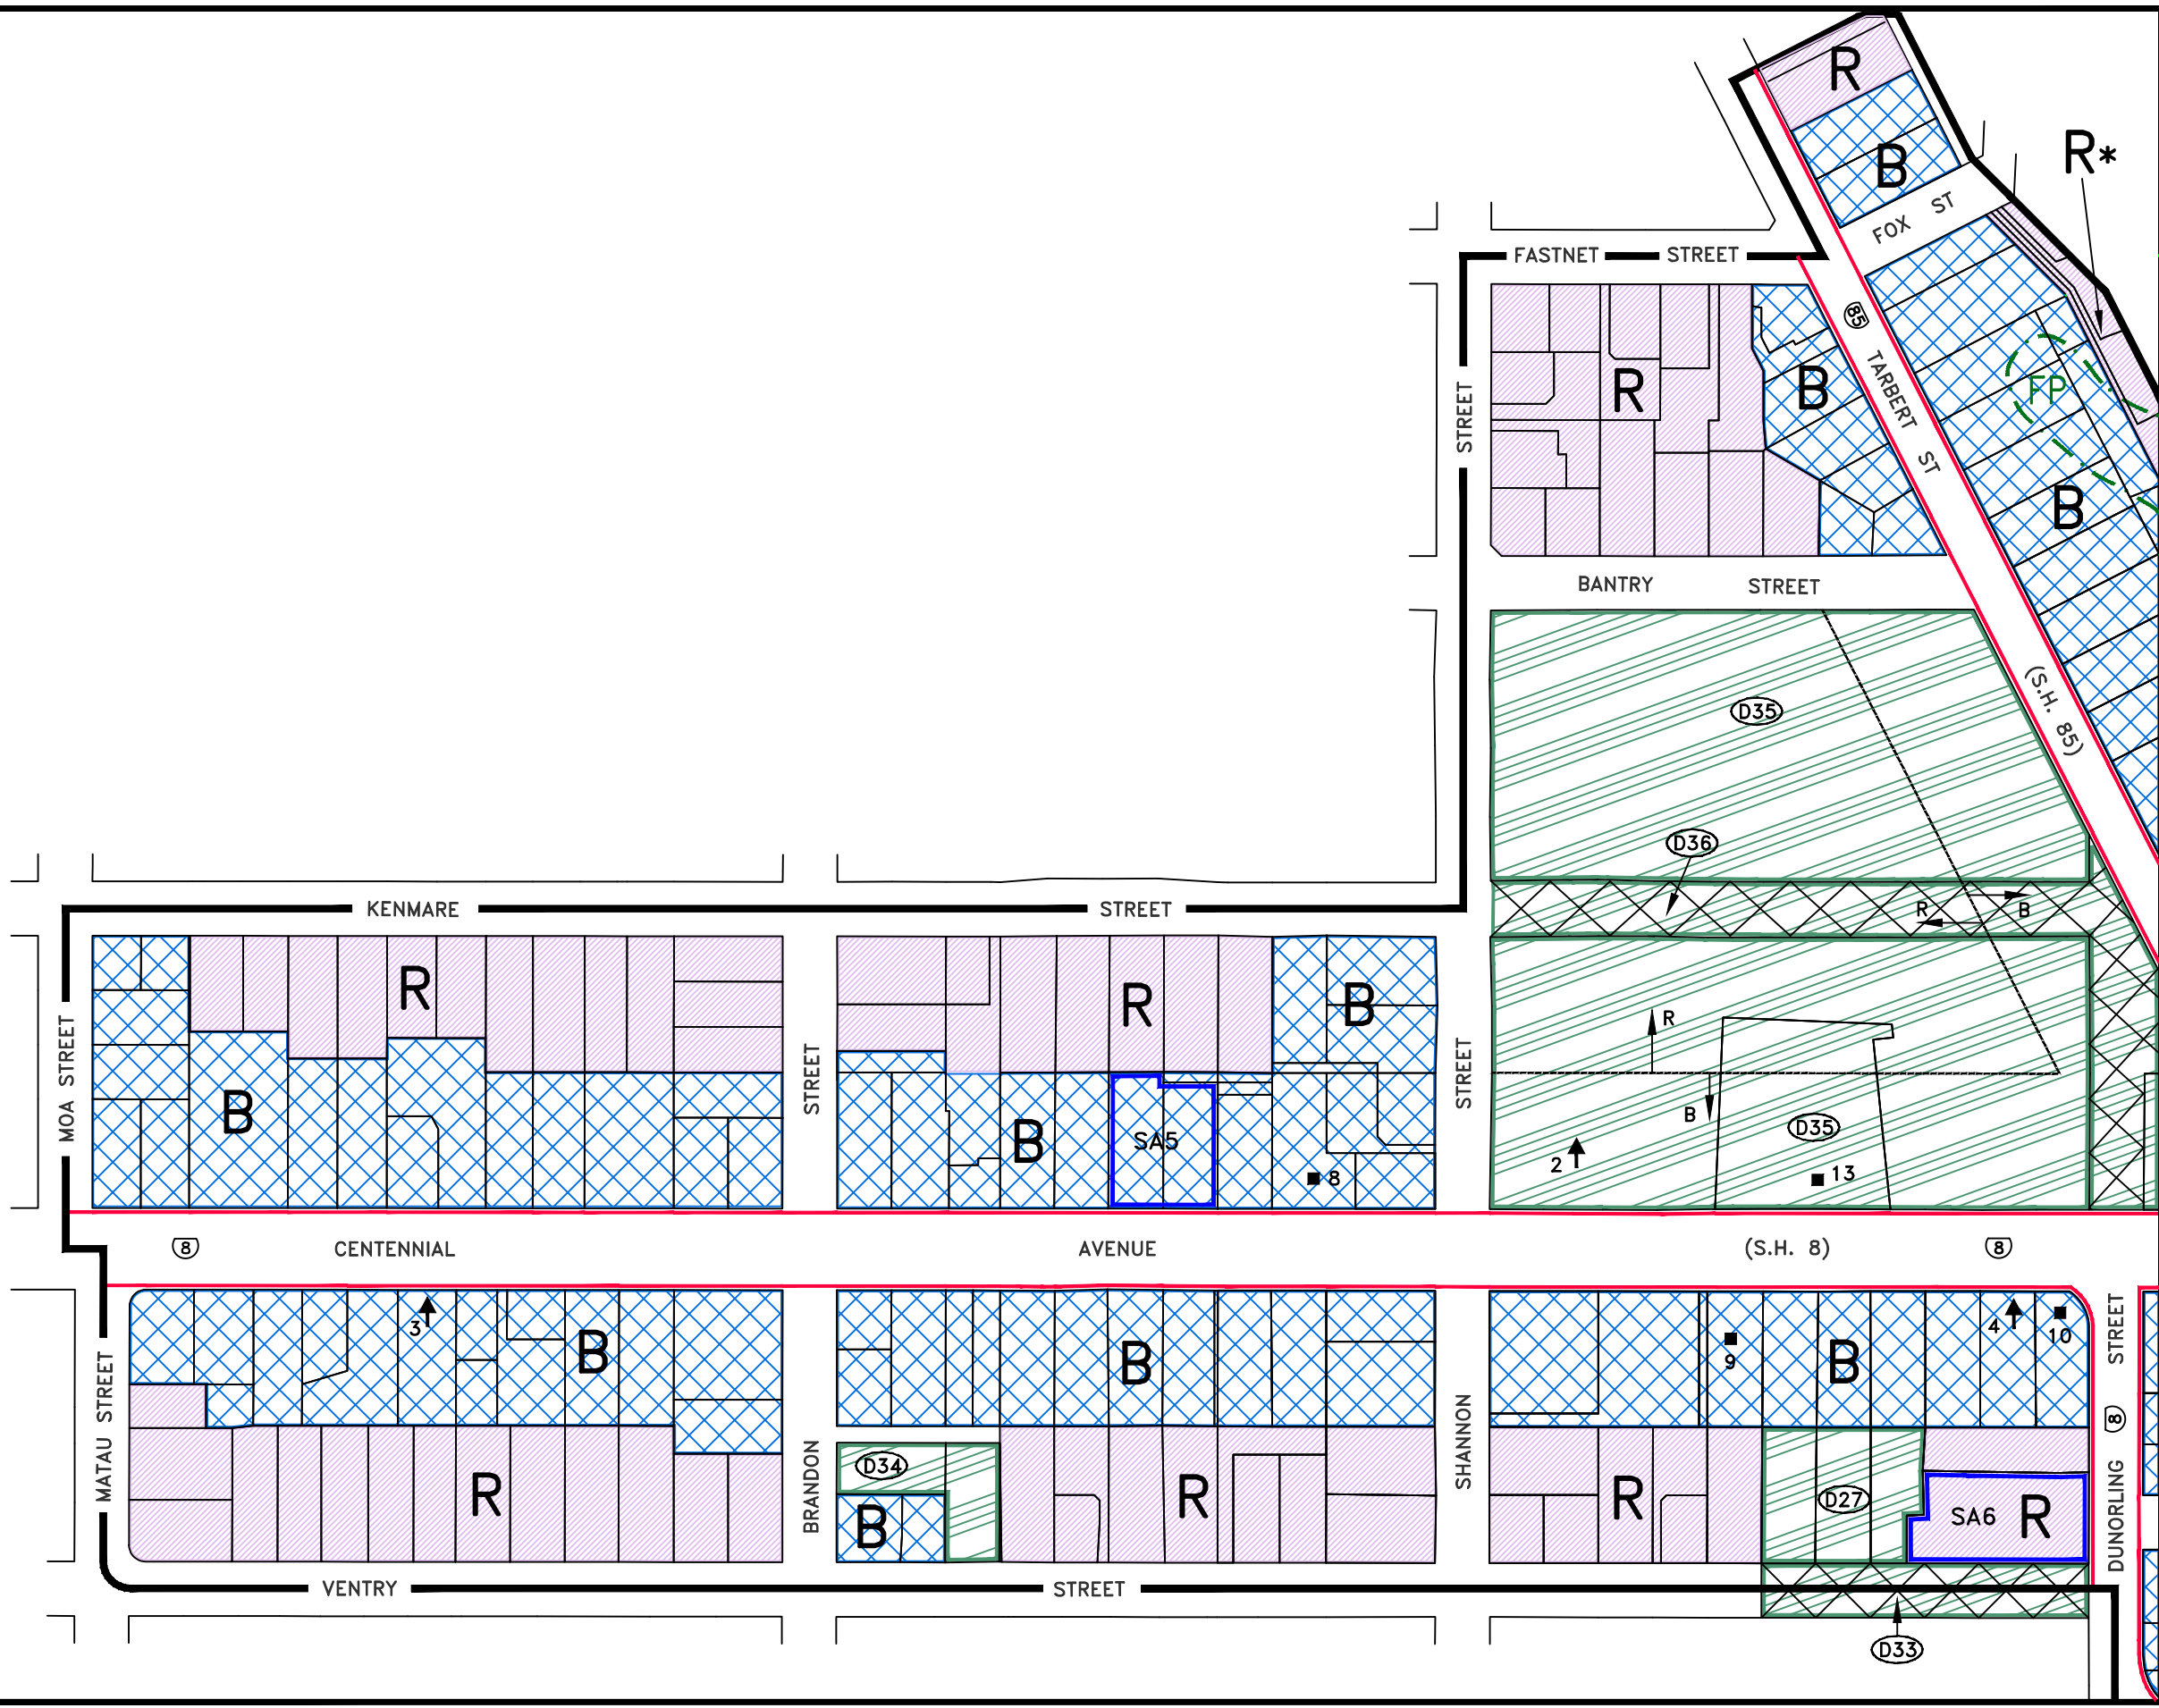 R
B
R*
FOX ST
FASTNET STREET
85
TARBERT ST
STREET
R
B
FP
B
BANTRY STREET
(S.H. 85)
D35
D36
R
B
KENMARE STREET
R
R
B
R
MOA STREET
STREET
STREET
B
B
SA5
8
B
D35
2
13
8
CENTENNIAL AVENUE (S.H. 8)
8
3
B
B
9
B
4
10
STREET
MATAU STREET
BRANDON
SHANNON
8
DUNORLING
R
D34
B
R
R
D27
SA6
R
VENTRY STREET
D33